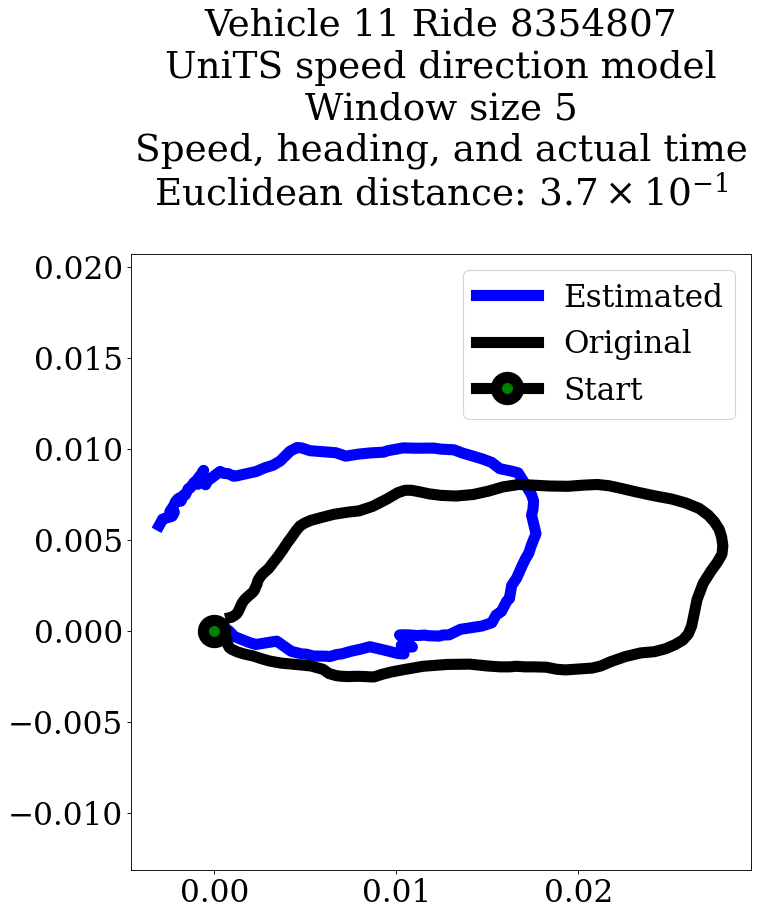 Vehicle 11 Ride 8354807
UniTS speed direction model
Window size 5
Speed, heading, and actual time
Euclidean distance: 3.7 × 10⁻¹
Estimated
Original
Start
0.020
0.015
0.010
0.005
0.000
−0.005
−0.010
0.00 0.01 0.02